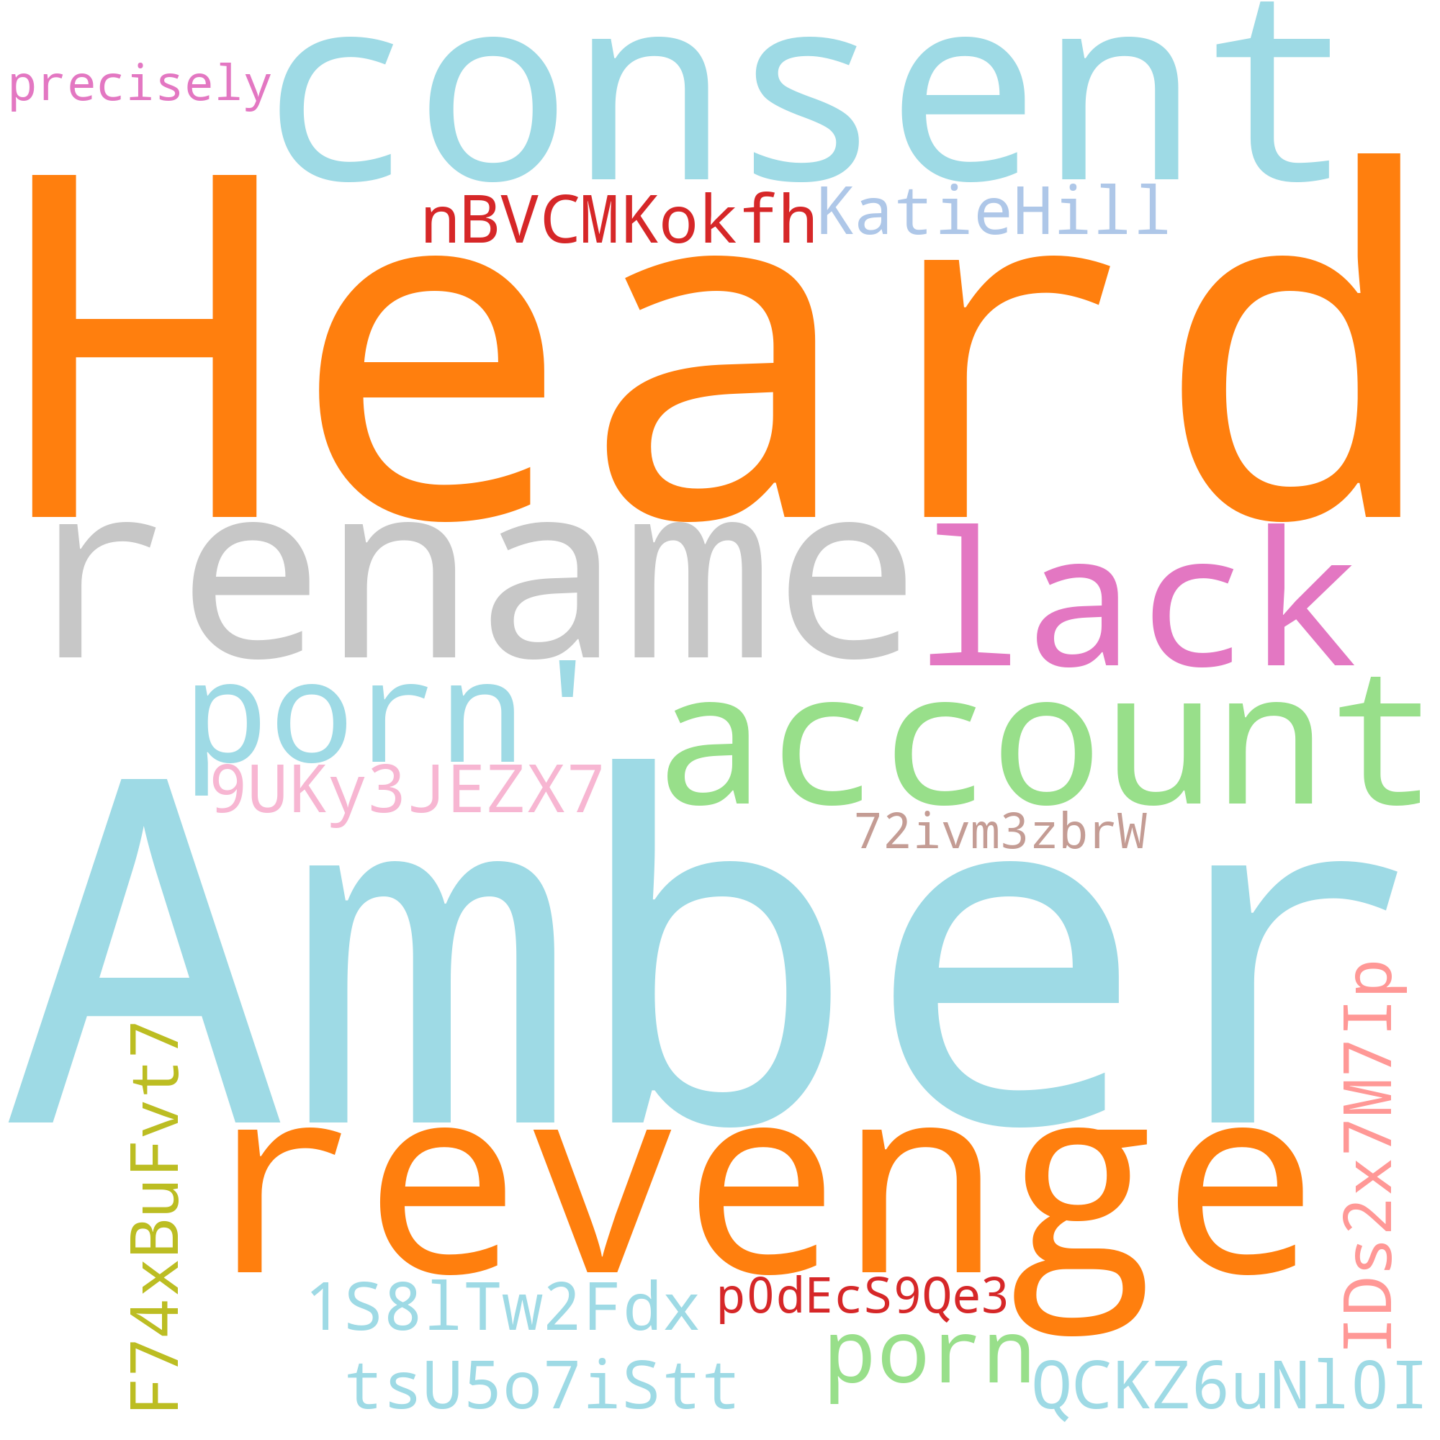 consent
precisely
nBVCMKokfh
KatieHill
Heard
rename
lack
porn'
account
9UKy3JEZX7
72ivm3zbrW
Amber
IDs2x7M7Ip
F74xBuFvt7
revenge
1S8lTw2Fdx
p0dEcS9Qe3
porn
tsU5o7iStt
QCKZ6uNl0I